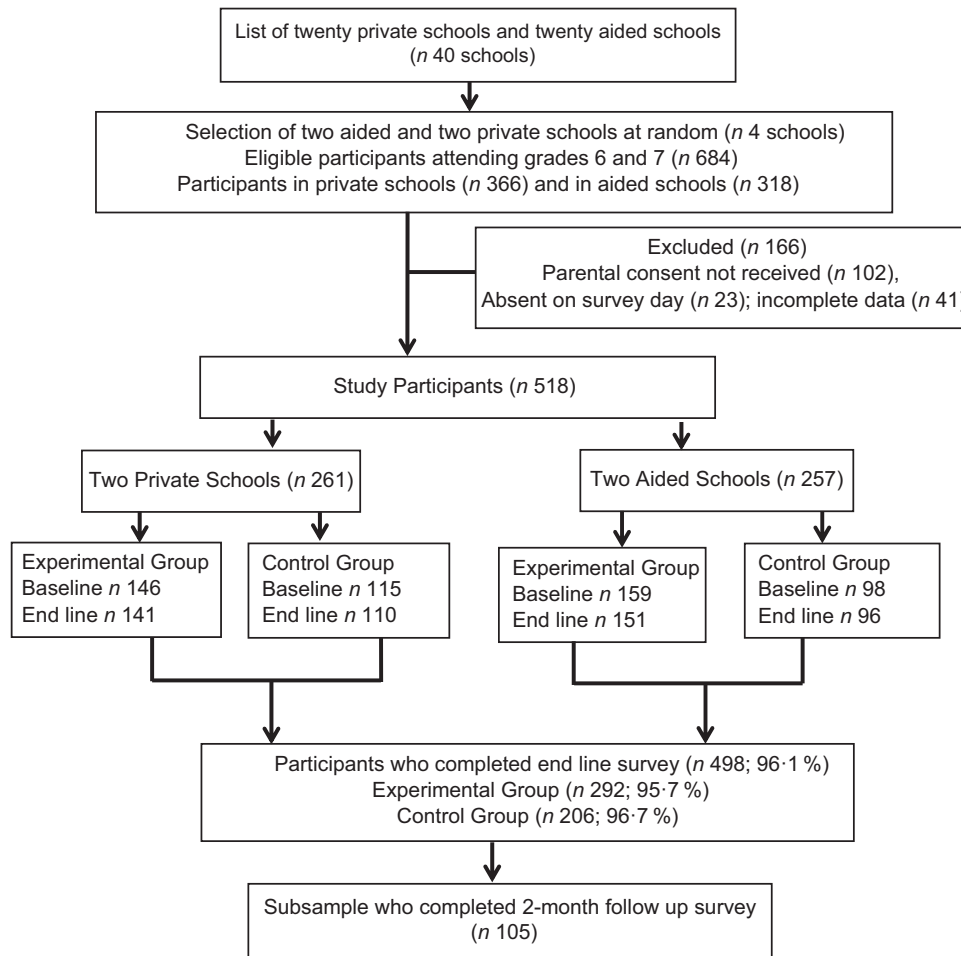 List of twenty private schools and twenty aided schools
(n 40 schools)
Selection of two aided and two private schools at random (n 4 schools)
Eligible participants attending grades 6 and 7 (n 684)
Participants in private schools (n 366) and in aided schools (n 318)
Excluded (n 166)
Parental consent not received (n 102),
Absent on survey day (n 23); incomplete data (n 41)
Study Participants (n 518)
Two Private Schools (n 261)
Two Aided Schools (n 257)
Experimental Group
Baseline n 146
End line n 141
Control Group
Baseline n 115
End line n 110
Experimental Group
Baseline n 159
End line n 151
Control Group
Baseline n 98
End line n 96
Participants who completed end line survey (n 498; 96·1 %)
Experimental Group (n 292; 95·7 %)
Control Group (n 206; 96·7 %)
Subsample who completed 2-month follow up survey
(n 105)